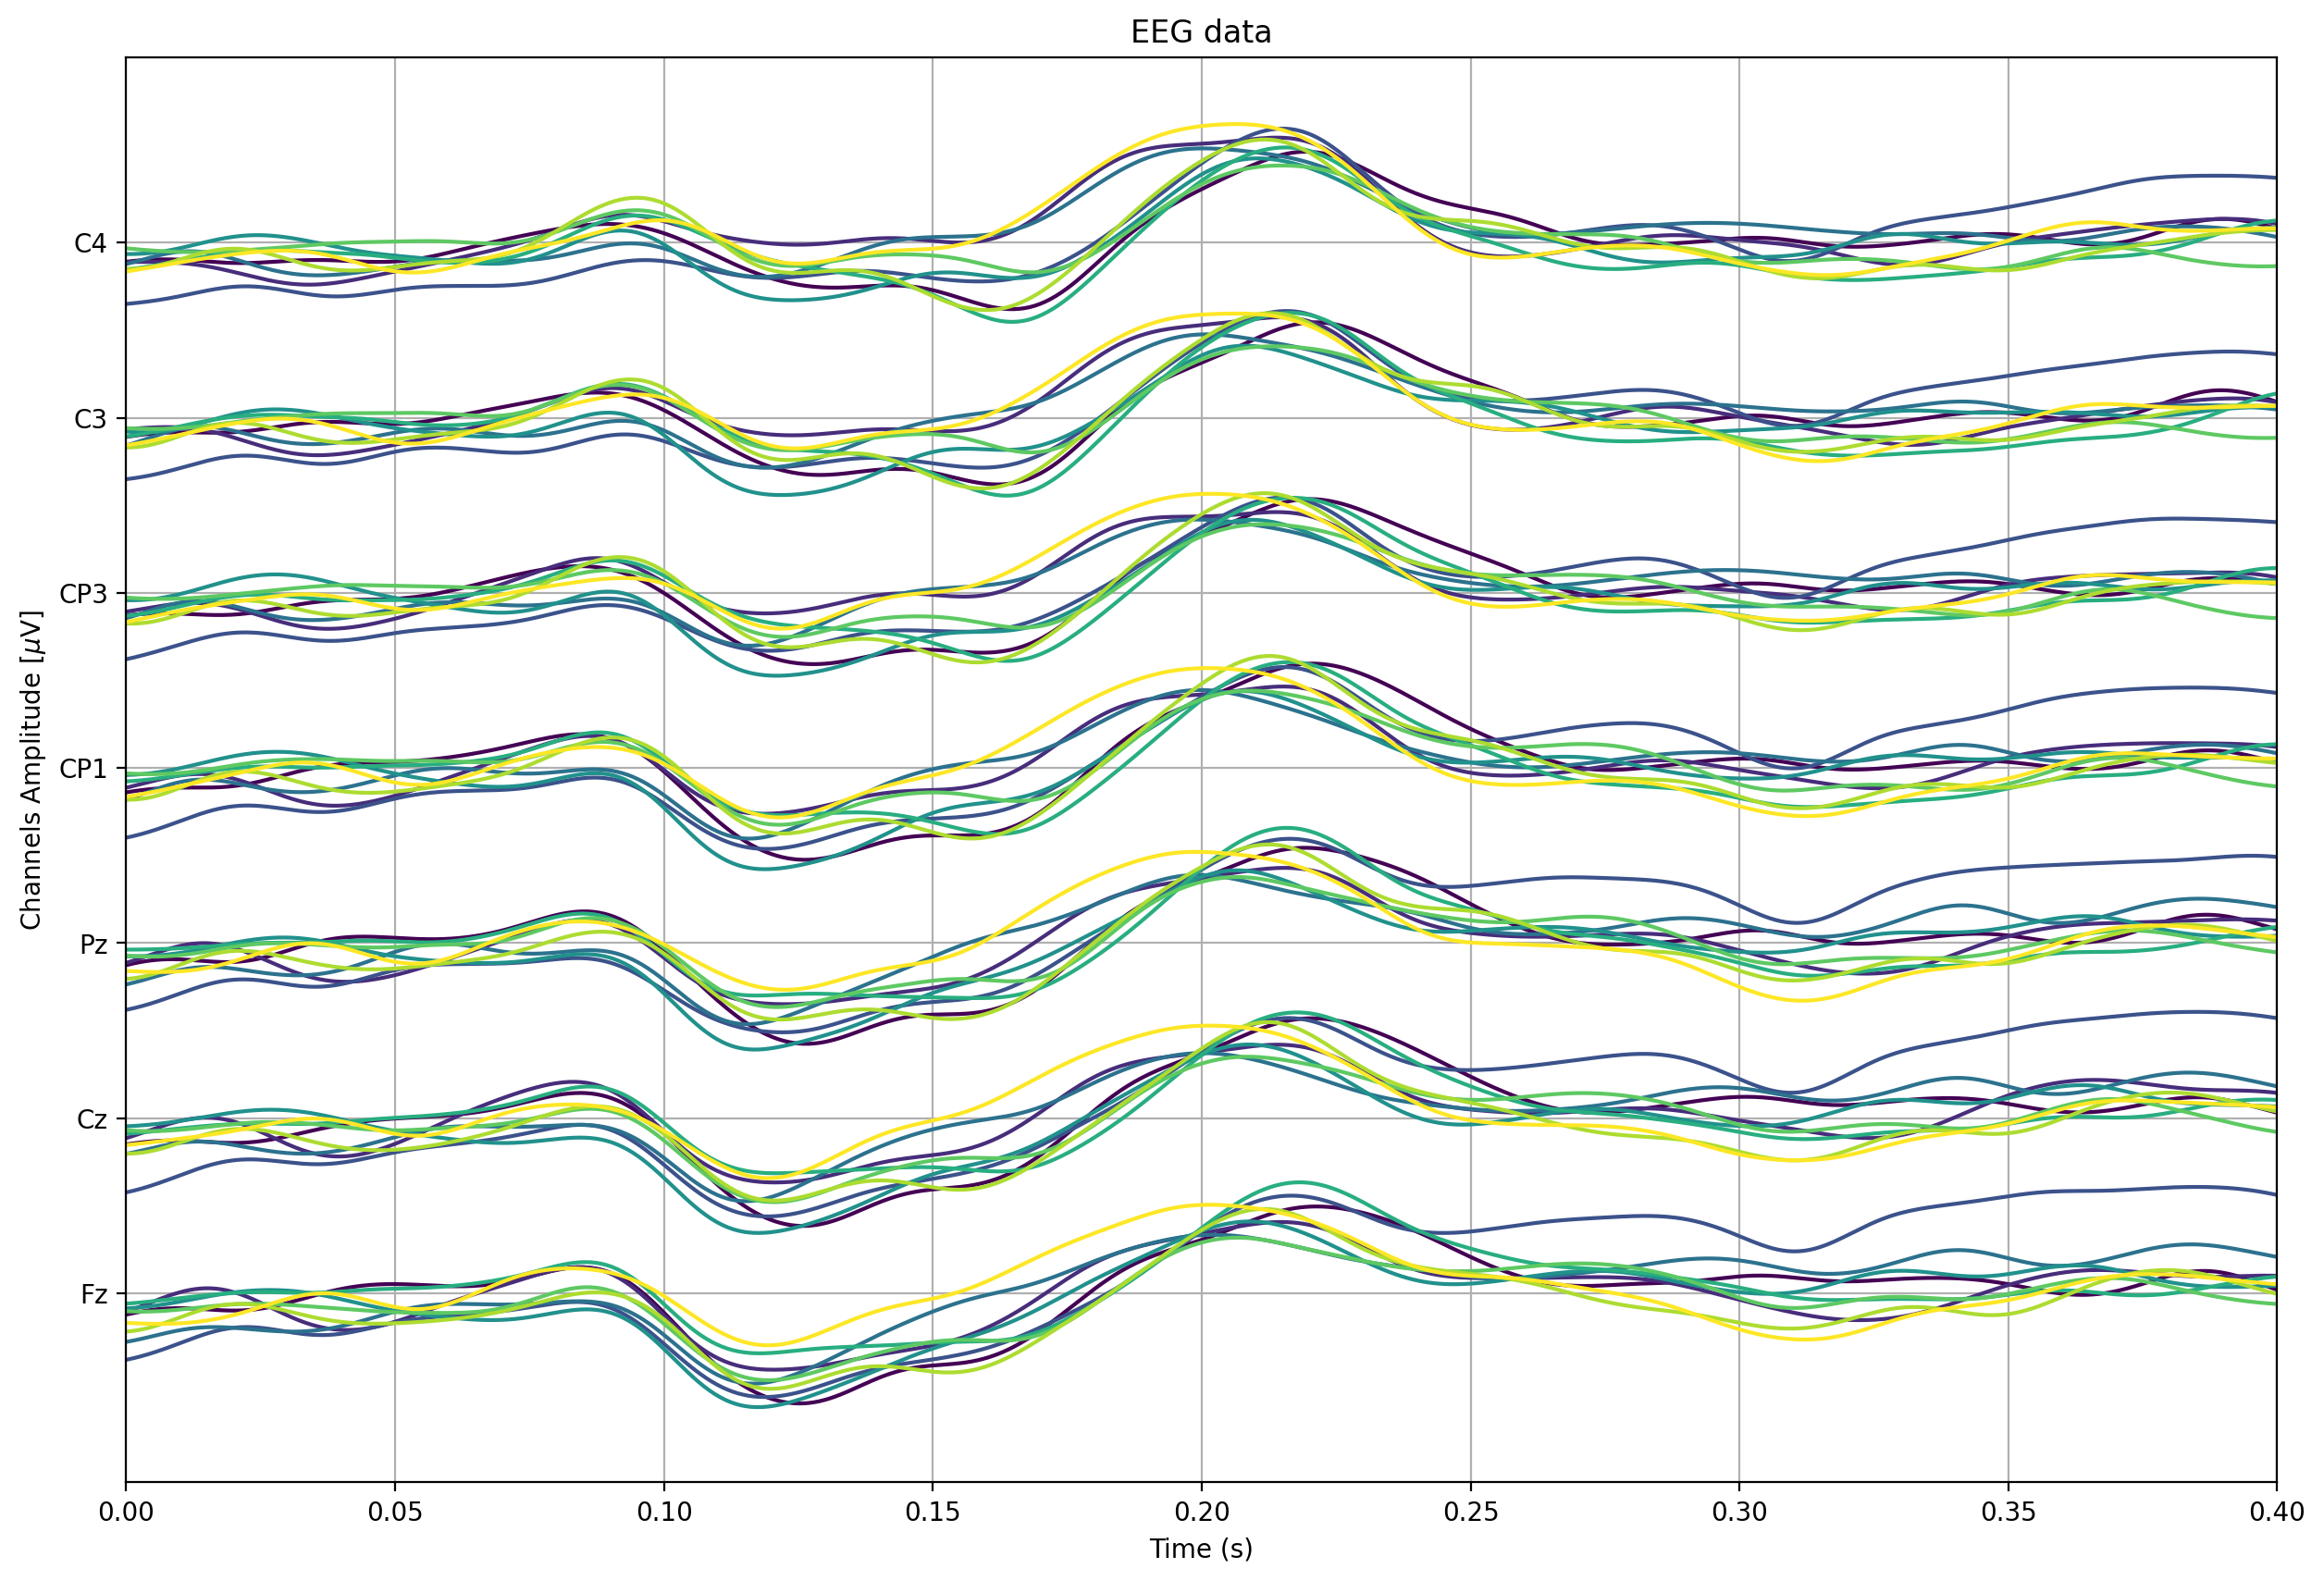 EEG data
Channels Amplitude [μV]
C4
C3
CP3
CP1
Pz
Cz
Fz
0.00 0.05 0.10 0.15 0.20 0.25 0.30 0.35 0.40
Time (s)